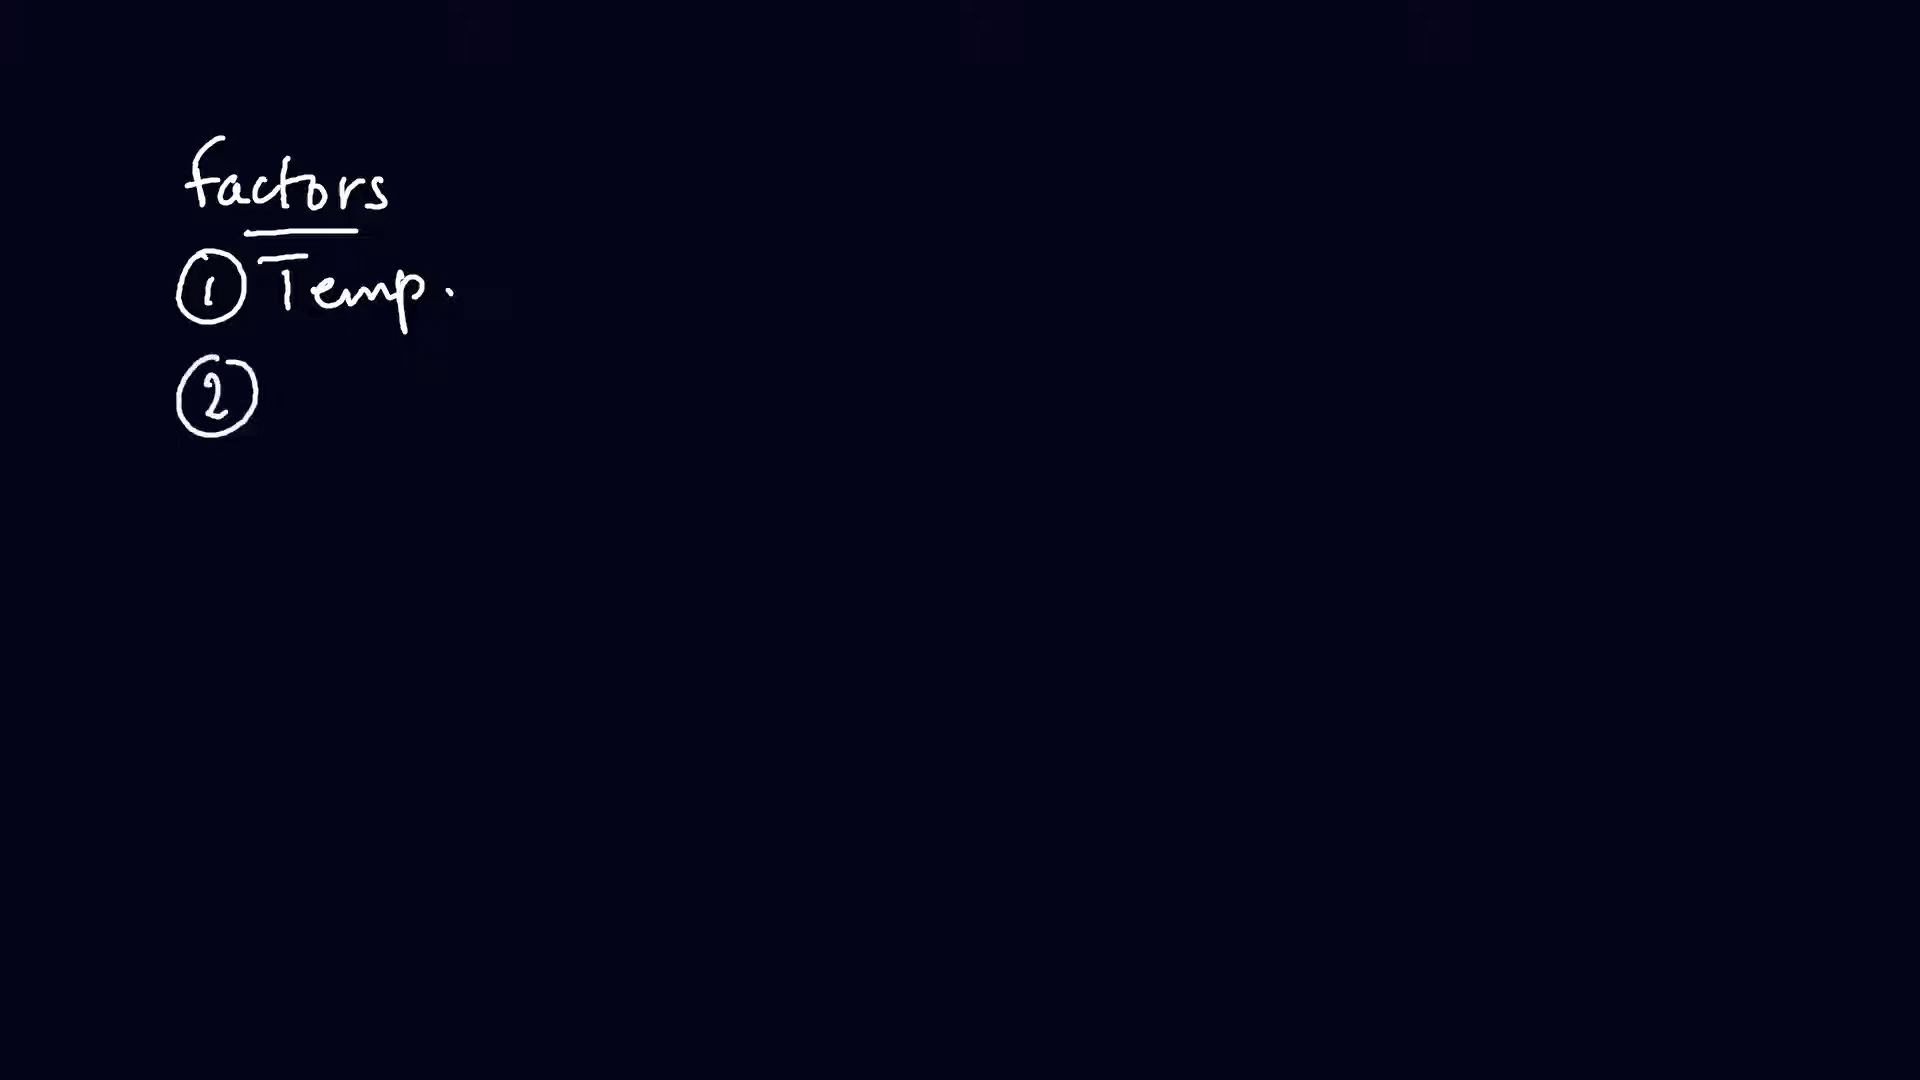 factors
① Temp.
②